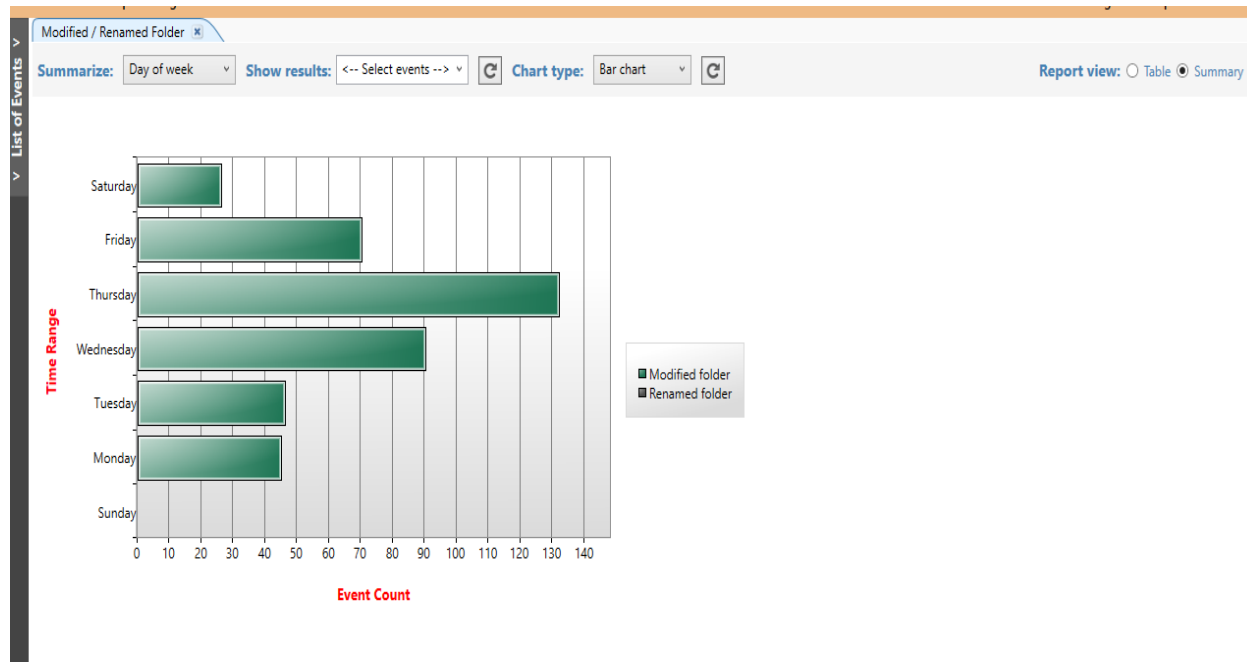 Modified / Renamed Folder x
Summarize: Day of week Show results: <-- Select events --> Chart type: Bar chart Report view: Table Summary
> List of Events >
Saturday
Friday
Thursday
Wednesday
Tuesday
Monday
Sunday
Time Range
0 10 20 30 40 50 60 70 80 90 100 110 120 130 140
Event Count
Modified folder
Renamed folder